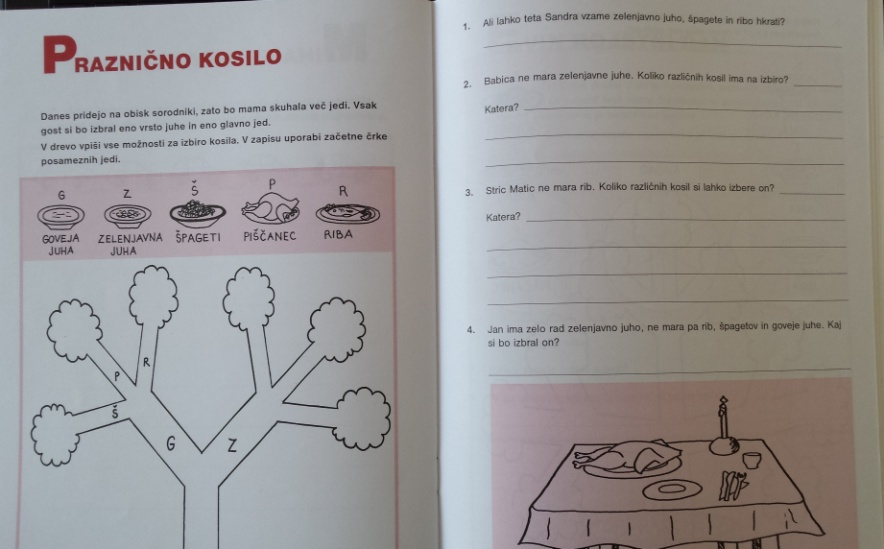 PRAZNIČNO KOSILO
Danes pridejo na obisk sorodniki, zato bo mama skuhala več jedi. Vsak
gost si bo izbral eno vrsto juhe in eno glavno jed.
V drevo vpiši vse možnosti za izbiro kosila. V zapisu uporabi začetne črke
posameznih jedi.
G Z Š P R
GOVEJA JUHA
ZELENJAVNA JUHA
ŠPAGETI
PIŠČANEC
RIBA
R
P
Š
G
Z
1. Ali lahko teta Sandra vzame zelenjavno juho, špagete in ribo hkrati?
2. Babica ne mara zelenjavne juhe. Koliko različnih kosil ima na izbiro?
Katera?
3. Stric Matic ne mara rib. Koliko različnih kosil si lahko izbere on?
Katera?
4. Jan ima zelo rad zelenjavno juho, ne mara pa rib, špagetov in goveje juhe. Kaj
si bo izbral on?